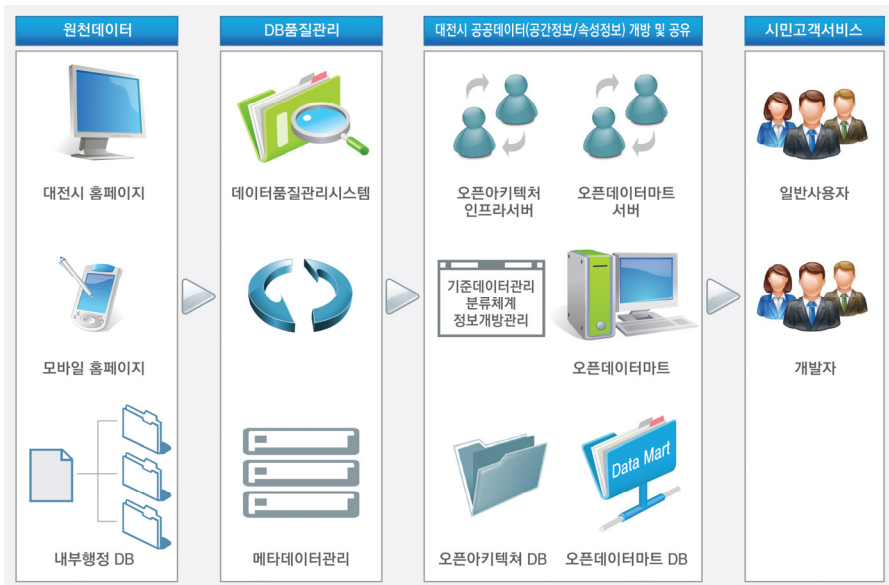 원천데이터
대전시 홈페이지
모바일 홈페이지
내부행정 DB
DB품질관리
데이터품질관리시스템
메타데이터관리
대전시 공공데이터(공간정보/속성정보) 개방 및 공유
오픈아키텍처
인프라서버
오픈데이터마트
서버
기준데이터관리
분류체계
정보개방관리
오픈데이터마트
오픈아키텍쳐 DB
Data Mart
오픈데이터마트 DB
시민고객서비스
일반사용자
개발자